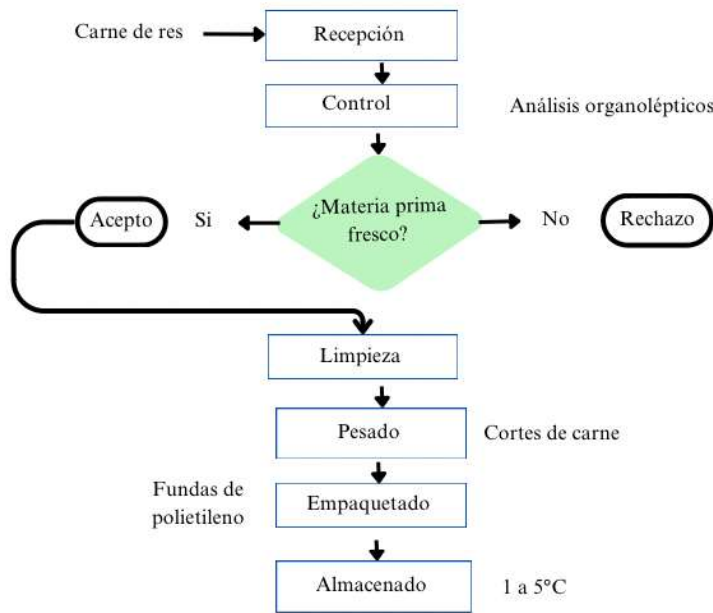 Carne de res
Recepción
Control
Análisis organolépticos
¿Materia prima
fresco?
Acepto
Si
No
Rechazo
Limpieza
Pesado
Cortes de carne
Fundas de
polietileno
Empaquetado
Almacenado
1 a 5°C